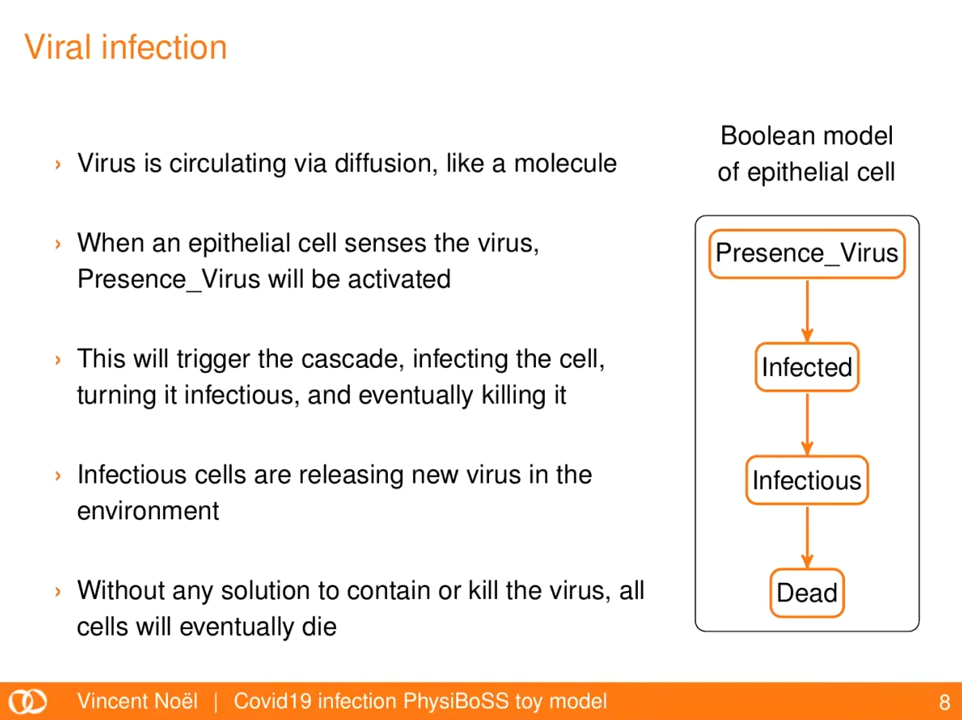 Viral infection
› Virus is circulating via diffusion, like a molecule
› When an epithelial cell senses the virus,
Presence_Virus will be activated
› This will trigger the cascade, infecting the cell,
turning it infectious, and eventually killing it
› Infectious cells are releasing new virus in the
environment
› Without any solution to contain or kill the virus, all
cells will eventually die
Boolean model
of epithelial cell
Presence_Virus
Infected
Infectious
Dead
Vincent Noël | Covid19 infection PhysiBoSS toy model
8